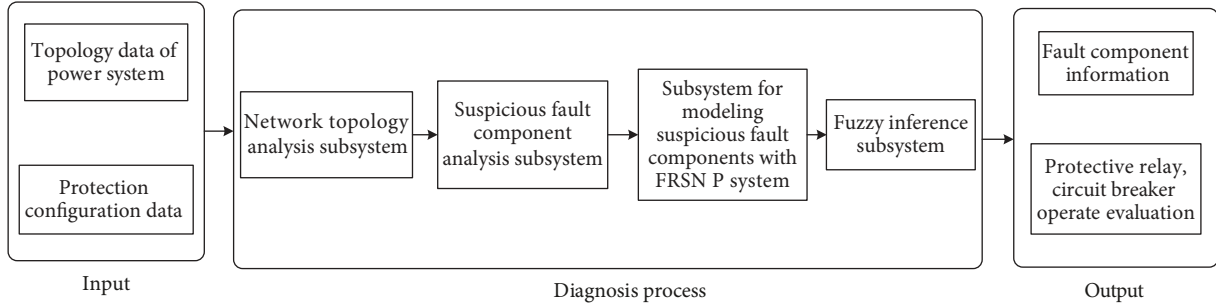 Topology data of
power system
Protection
configuration data
Input
Network topology
analysis subsystem
Suspicious fault
component
analysis subsystem
Subsystem for
modeling
suspicious fault
components with
FRSN P system
Fuzzy inference
subsystem
Diagnosis process
Fault component
information
Protective relay,
circuit breaker
operate evaluation
Output